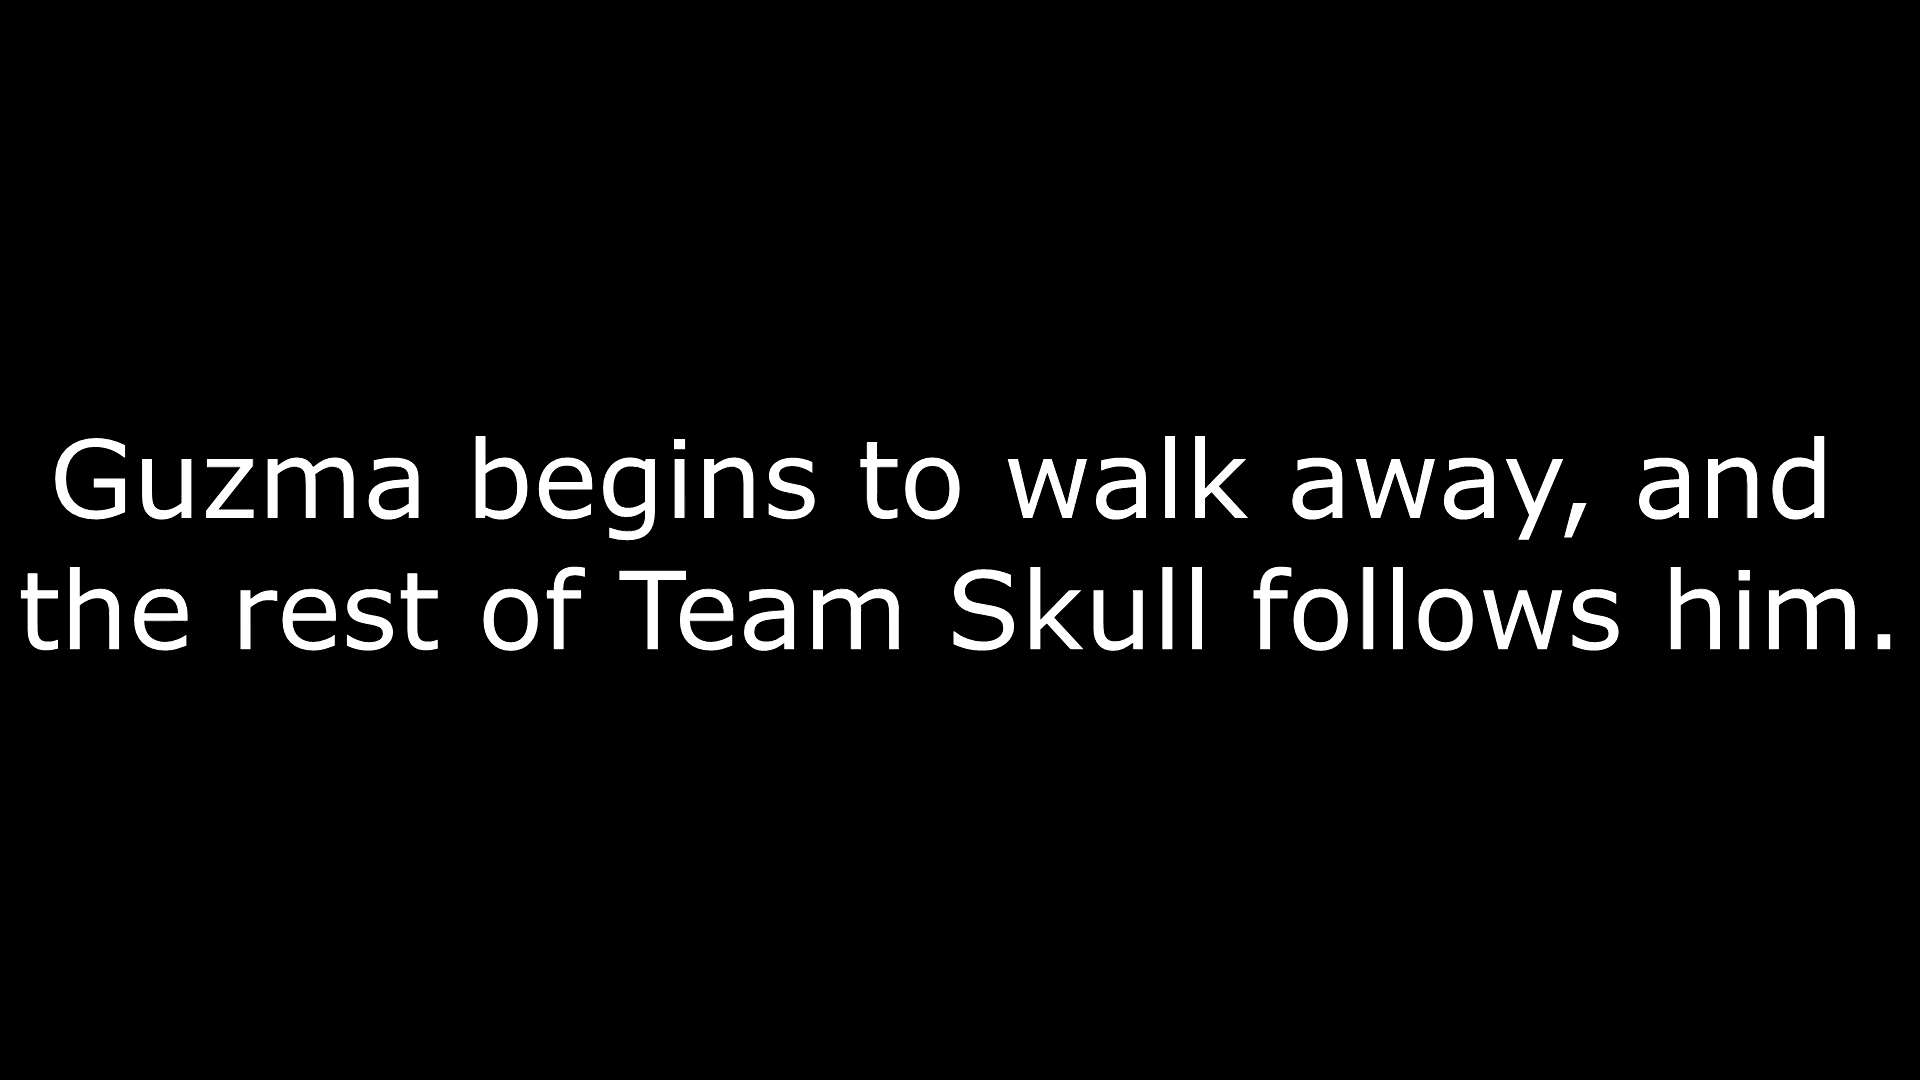 Guzma begins to walk away, and
the rest of Team Skull follows him.